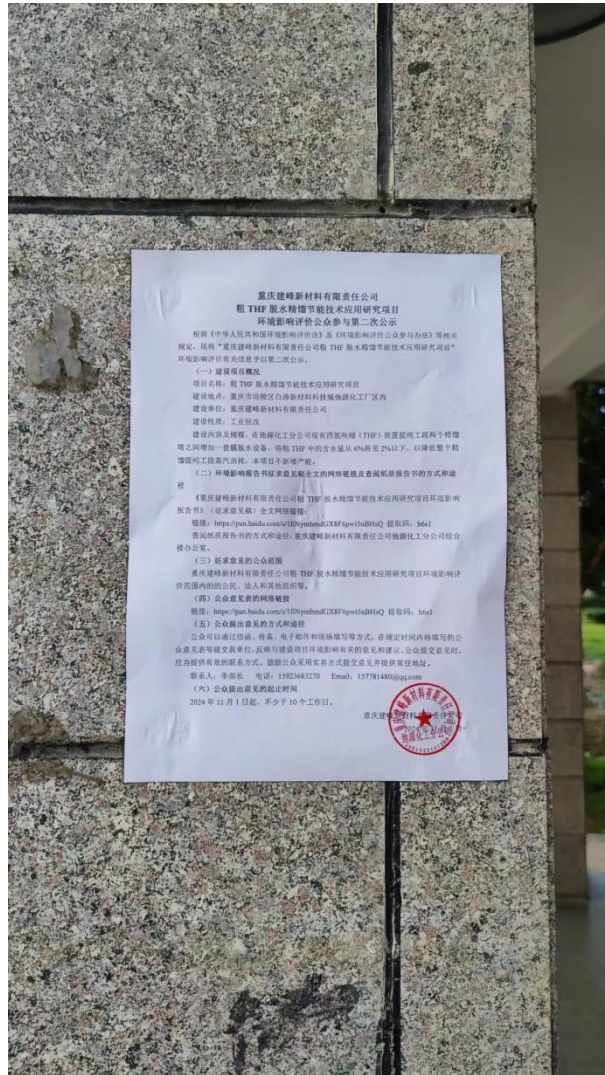 重庆建峰新材料有限责任公司
粗 THF 脱水精馏节能技术应用研究项目
环境影响评价公众参与第二次公示
根据《中华人民共和国环境影响评价法》及《环境影响评价公众参与办法》等相关
规定,现将“重庆建峰新材料有限责任公司粗 THF 脱水精馏节能技术应用研究项目”
环境影响评价有关信息予以第二次公示。
(一)建设项目概况
项目名称:粗 THF 脱水精馏节能技术应用研究项目
建设地点:重庆市涪陵区白涛新材料科技城弛源化工厂区内
建设单位:重庆建峰新材料有限责任公司
建设性质:工业技改
建设内容及规模:在弛源化工分公司现有四氢呋喃(THF)装置提纯工段两个精馏
塔之间增加一套膜脱水设备,将粗 THF 中的含水量从 6%将至 2%以下,以降低整个精
馏提纯工段蒸汽消耗。本项目不新增产能。
(二)环境影响报告书征求意见稿全文的网络链接及查阅纸质报告书的方式和途
径
《重庆建峰新材料有限责任公司粗 THF 脱水精馏节能技术应用研究项目环境影响
报告书》(征求意见稿)全文网络链接:
链接:https://pan.baidu.com/s/ 提取码:
查阅纸质报告书的方式和途径:重庆建峰新材料有限责任公司弛源化工分公司综合
楼办公室。
(三)征求意见的公众范围
重庆建峰新材料有限责任公司粗 THF 脱水精馏节能技术应用研究项目环境影响评
价范围内的的公民、法人和其他组织等。
(四)公众意见表的网络链接
链接:https://pan.baidu.com/s/ 提取码:
(五)公众提出意见的方式和途径
公众可以通过信函、传真、电子邮件和现场填写等方式,在规定时间内将填写的公
众意见表等提交我单位,反映与建设项目环境影响有关的意见和建议。公众提交意见时,
应当提供有效的联系方式。鼓励公众采用实名方式提交意见并提供常住地址。
联系人:李部长 电话:15923683270 Email:157781480@qq.com
(六)公众提出意见的起止时间
2024 年 11 月 1 日起,不少于 10 个工作日。
重庆建峰新材料有限责任公司
弛源化工分公司